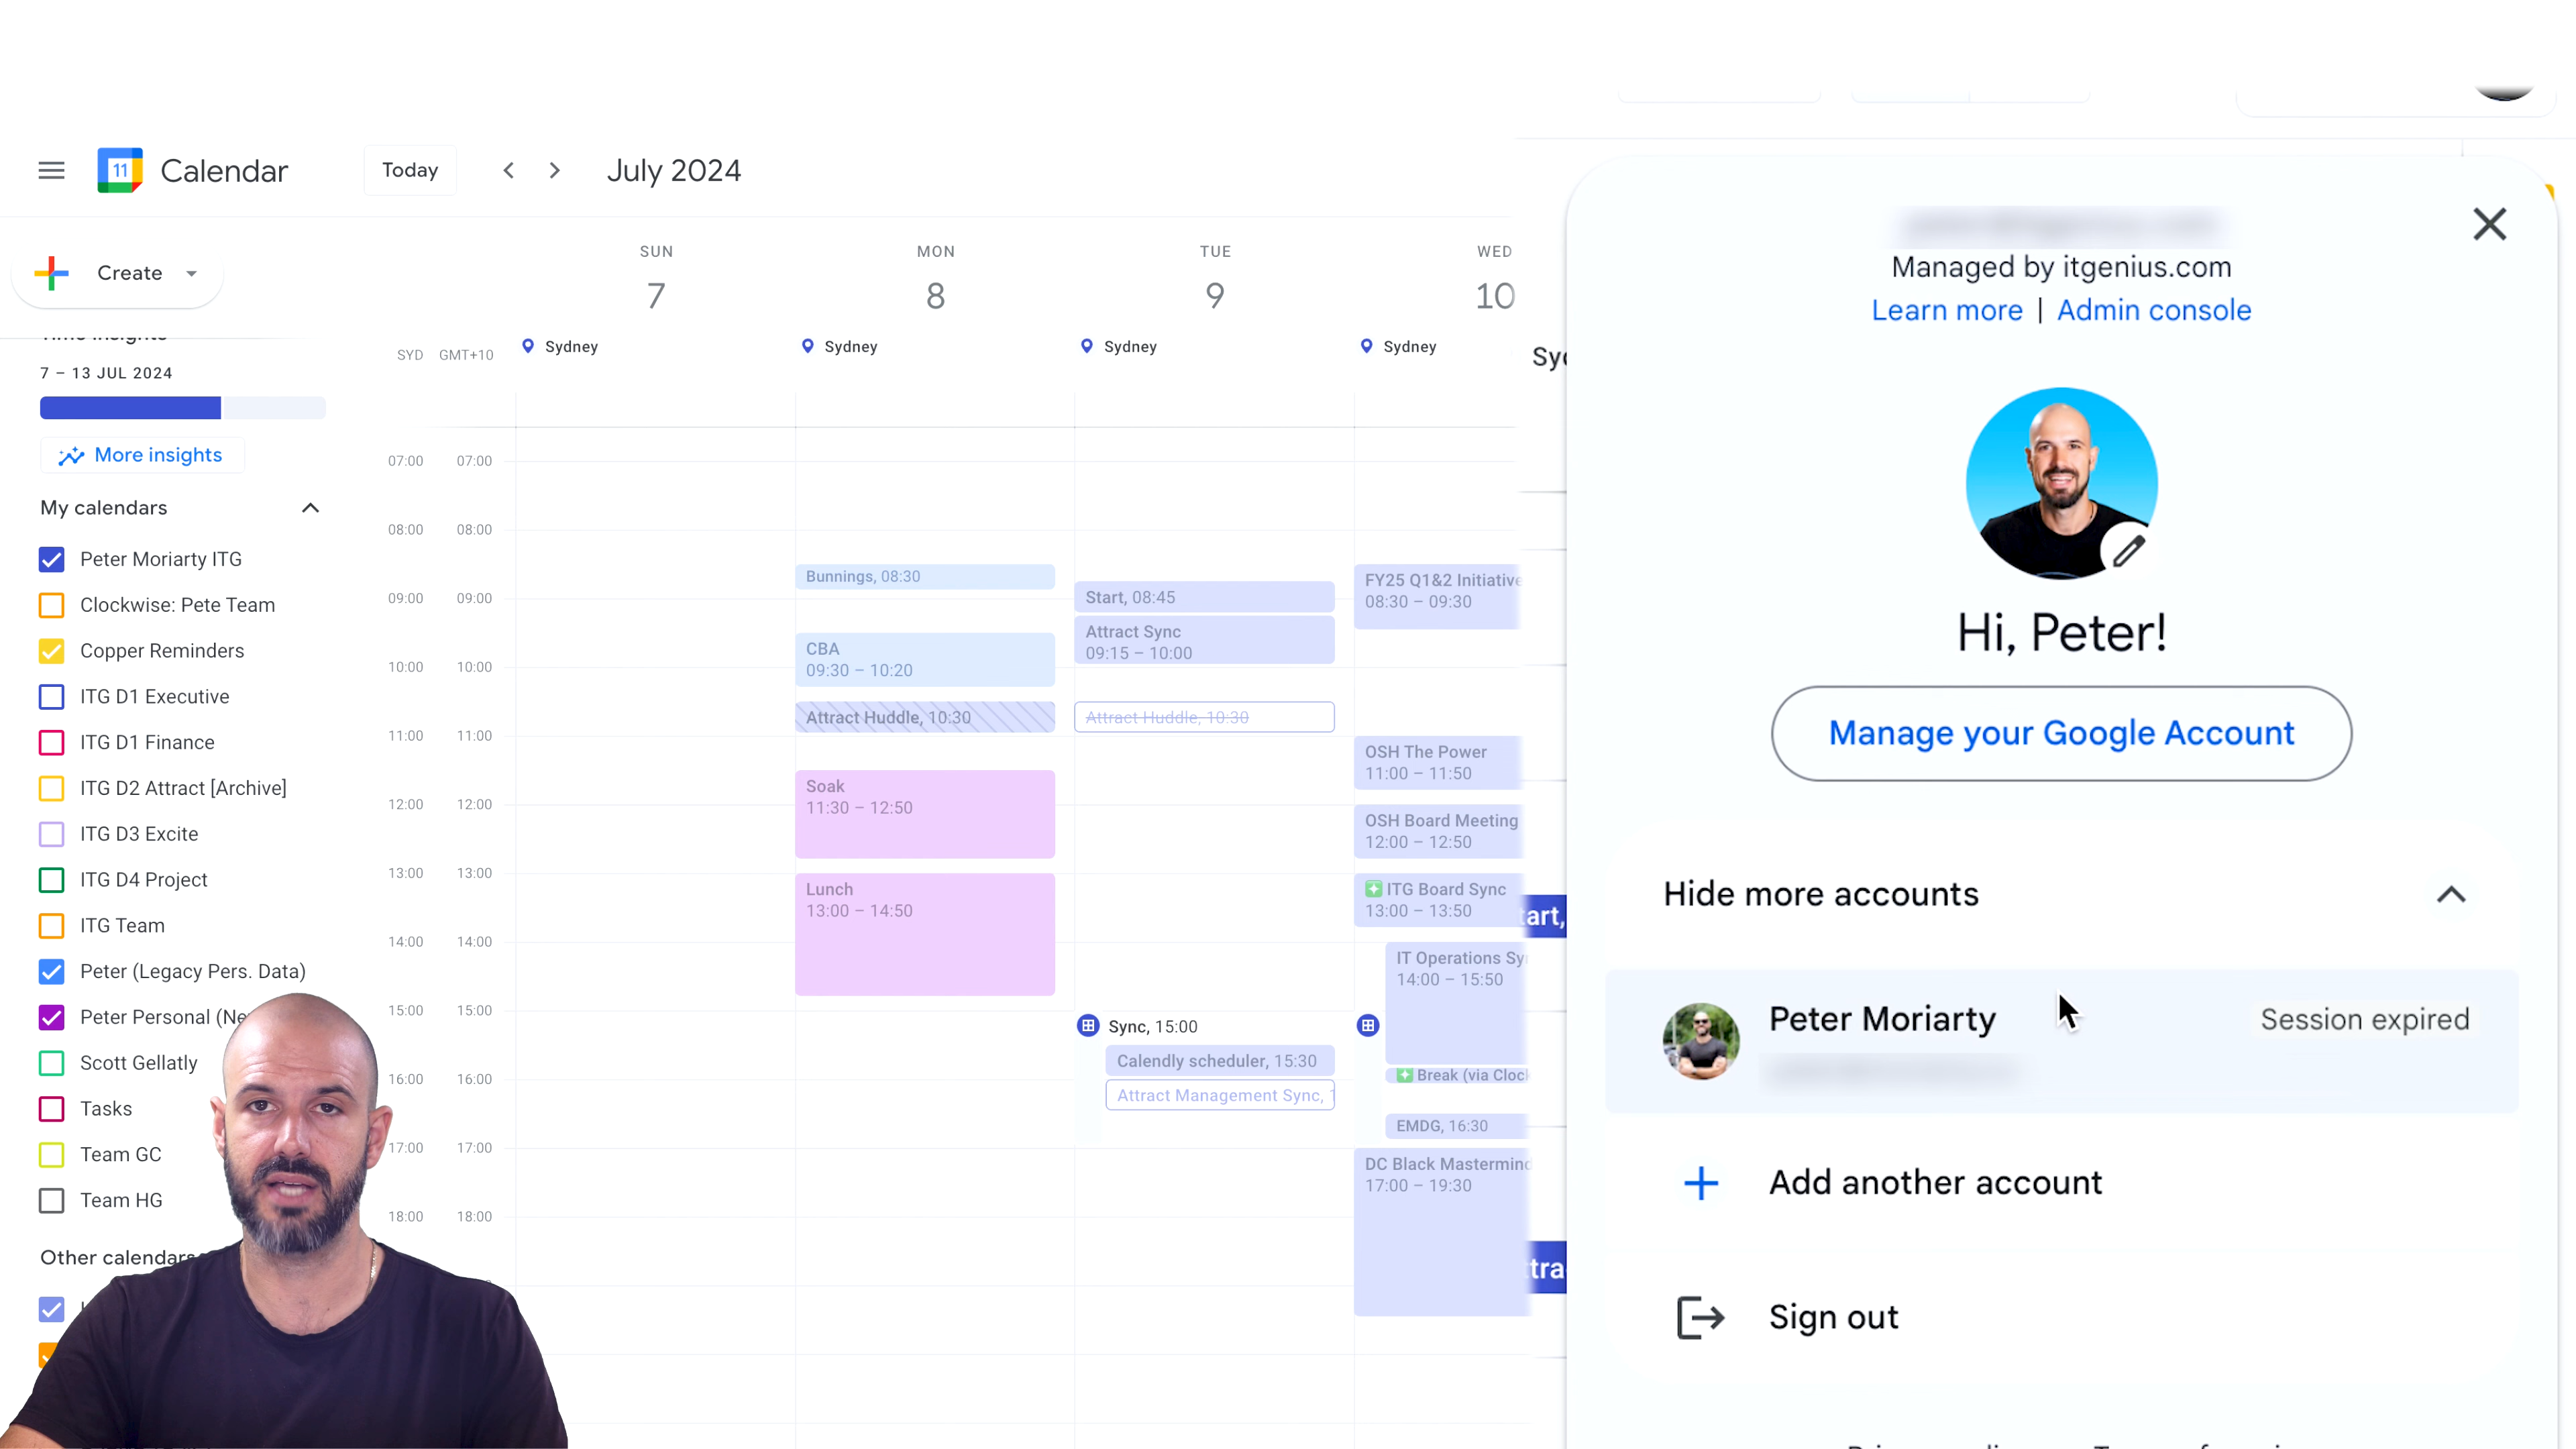 11 Calendar
Today
July 2024
Create
7 – 13 JUL 2024
More insights
My calendars
Peter Moriarty ITG
Clockwise: Pete Team
Copper Reminders
ITG D1 Executive
ITG D1 Finance
ITG D2 Attract [Archive]
ITG D3 Excite
ITG D4 Project
ITG Team
Peter (Legacy Pers. Data)
Peter Personal
Scott Gellatly
Tasks
Team GC
Team HG
Other calendars
SYD GMT+10
07:00 07:00
08:00 08:00
09:00 09:00
10:00 10:00
11:00 11:00
12:00 12:00
13:00 13:00
14:00 14:00
15:00 15:00
16:00 16:00
17:00 17:00
18:00 18:00
SUN
7
Sydney
MON
8
Sydney
Bunnings, 08:30
CBA
09:30 – 10:20
Attract Huddle, 10:30
Soak
11:30 – 12:50
Lunch
13:00 – 14:50
TUE
9
Sydney
Start, 08:45
Attract Sync
09:15 – 10:00
Attract Huddle, 10:30
Sync, 15:00
Calendly scheduler, 15:30
Attract Management Sync,
WED
10
Sydney
FY25 Q1&2 Initiative
08:30 – 09:30
OSH The Power
11:00 – 11:50
OSH Board Meeting
12:00 – 12:50
ITG Board Sync
13:00 – 13:50
IT Operations
14:00 – 15:50
Break (via
EMDG, 16:30
DC Black Mastermind
17:00 – 19:30
Managed by itgenius.com
Learn more | Admin console
Hi, Peter!
Manage your Google Account
Hide more accounts
Peter Moriarty
Session expired
Add another account
Sign out